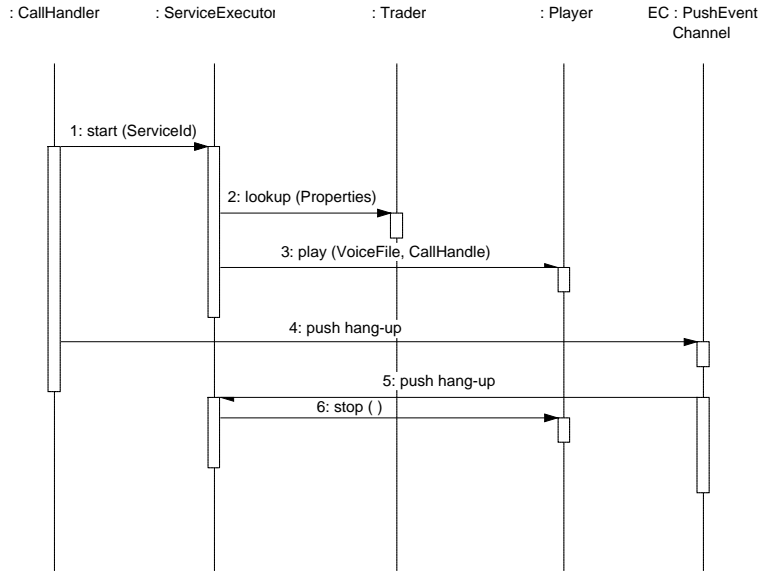 : CallHandler
: ServiceExecutor
: Trader
: Player
EC : PushEvent
Channel
1: start (ServiceId)
2: lookup (Properties)
3: play (VoiceFile, CallHandle)
4: push hang-up
5: push hang-up
6: stop ( )